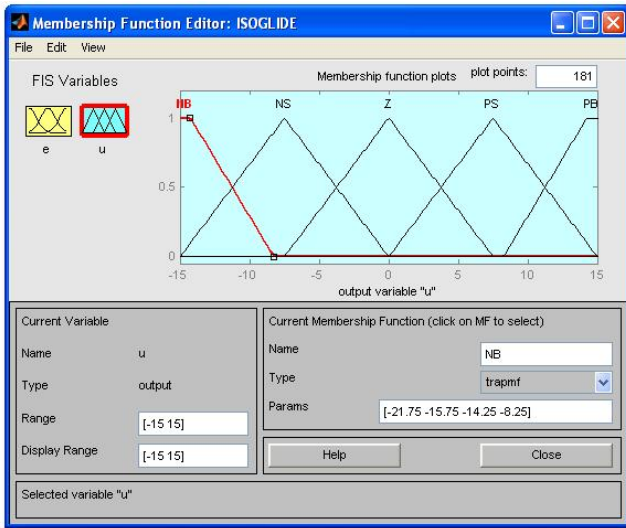 Membership Function Editor: ISOGLIDE
File Edit View
FIS Variables
Membership function plots plot points: 181
NB NS Z PS PB
1
0.5
0
-15 -10 -5 0 5 10 15
output variable "u"
e u
Current Variable
Name u
Type output
Range [-15 15]
Display Range [-15 15]
Current Membership Function (click on MF to select)
Name NB
Type trapmf
Params [-21.75 -15.75 -14.25 -8.25]
Help Close
Selected variable "u"